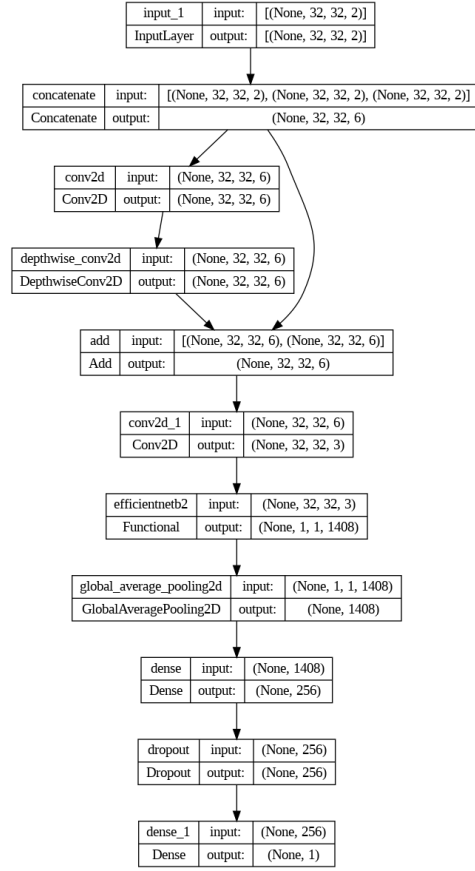 input_1 input: [(None, 32, 32, 2)]
InputLayer output: [(None, 32, 32, 2)]
concatenate input: [(None, 32, 32, 2), (None, 32, 32, 2), (None, 32, 32, 2)]
Concatenate output: (None, 32, 32, 6)
conv2d input: (None, 32, 32, 6)
Conv2D output: (None, 32, 32, 6)
depthwise_conv2d input: (None, 32, 32, 6)
DepthwiseConv2D output: (None, 32, 32, 6)
add input: [(None, 32, 32, 6), (None, 32, 32, 6)]
Add output: (None, 32, 32, 6)
conv2d_1 input: (None, 32, 32, 6)
Conv2D output: (None, 32, 32, 3)
efficientnetb2 input: (None, 32, 32, 3)
Functional output: (None, 1, 1, 1408)
global_average_pooling2d input: (None, 1, 1, 1408)
GlobalAveragePooling2D output: (None, 1408)
dense input: (None, 1408)
Dense output: (None, 256)
dropout input: (None, 256)
Dropout output: (None, 256)
dense_1 input: (None, 256)
Dense output: (None, 1)